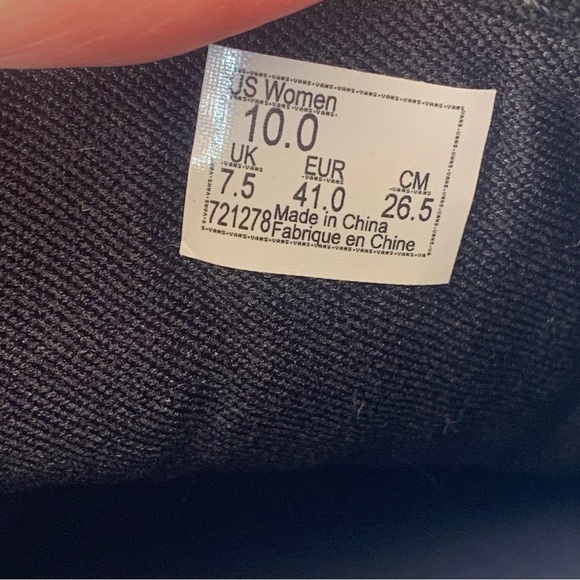 US Women
10.0
UK EUR CM
7.5 41.0 26.5
721278 Made in China
Fabrique en Chine